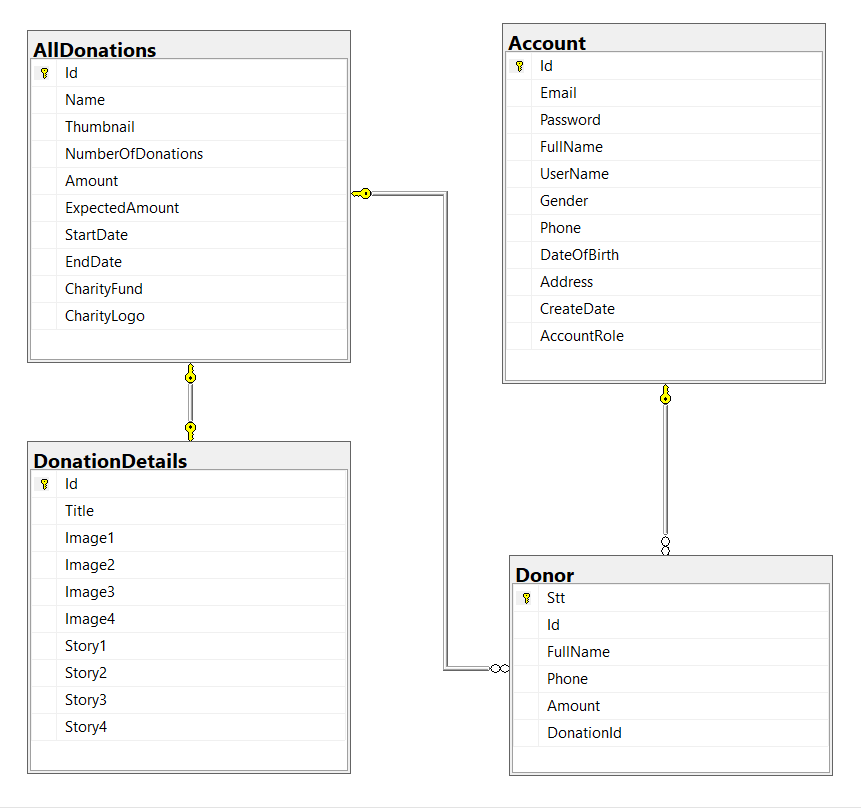 AllDonations
Id
Name
Thumbnail
NumberOfDonations
Amount
ExpectedAmount
StartDate
EndDate
CharityFund
CharityLogo
Account
Id
Email
Password
FullName
UserName
Gender
Phone
DateOfBirth
Address
CreateDate
AccountRole
DonationDetails
Id
Title
Image1
Image2
Image3
Image4
Story1
Story2
Story3
Story4
Donor
Stt
Id
FullName
Phone
Amount
DonationId